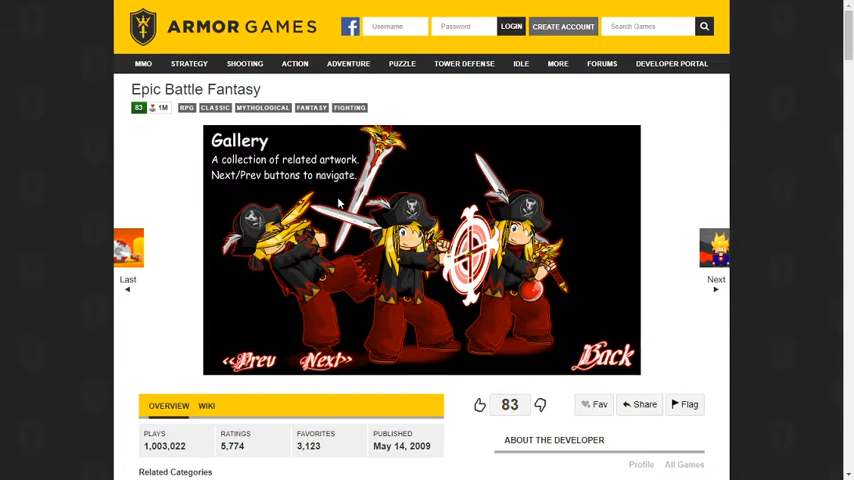 ARMOR GAMES
Username
Password
LOGIN
CREATE ACCOUNT
Search Games
MMO STRATEGY SHOOTING ACTION ADVENTURE PUZZLE TOWER DEFENSE IDLE MORE FORUMS DEVELOPER PORTAL
Epic Battle Fantasy
83 1M RPG CLASSIC MYTHOLOGICAL FANTASY FIGHTING
Gallery
A collection of related artwork.
Next/Prev buttons to navigate.
Last
Next
<<Prev Next>> Back
OVERVIEW WIKI
83
Fav Share Flag
PLAYS RATINGS FAVORITES PUBLISHED
1,003,022 5,774 3,123 May 14, 2009
ABOUT THE DEVELOPER
Profile All Games
Related Categories